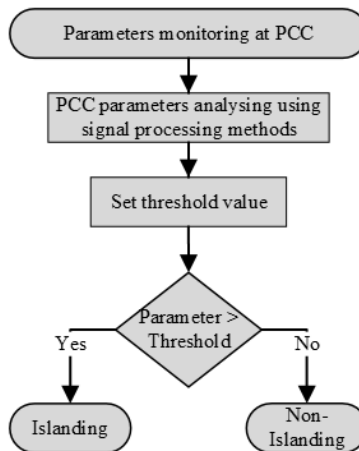 Parameters monitoring at PCC
PCC parameters analysing using
signal processing methods
Set threshold value
Parameter >
Threshold
Yes
No
Islanding
Non-
Islanding